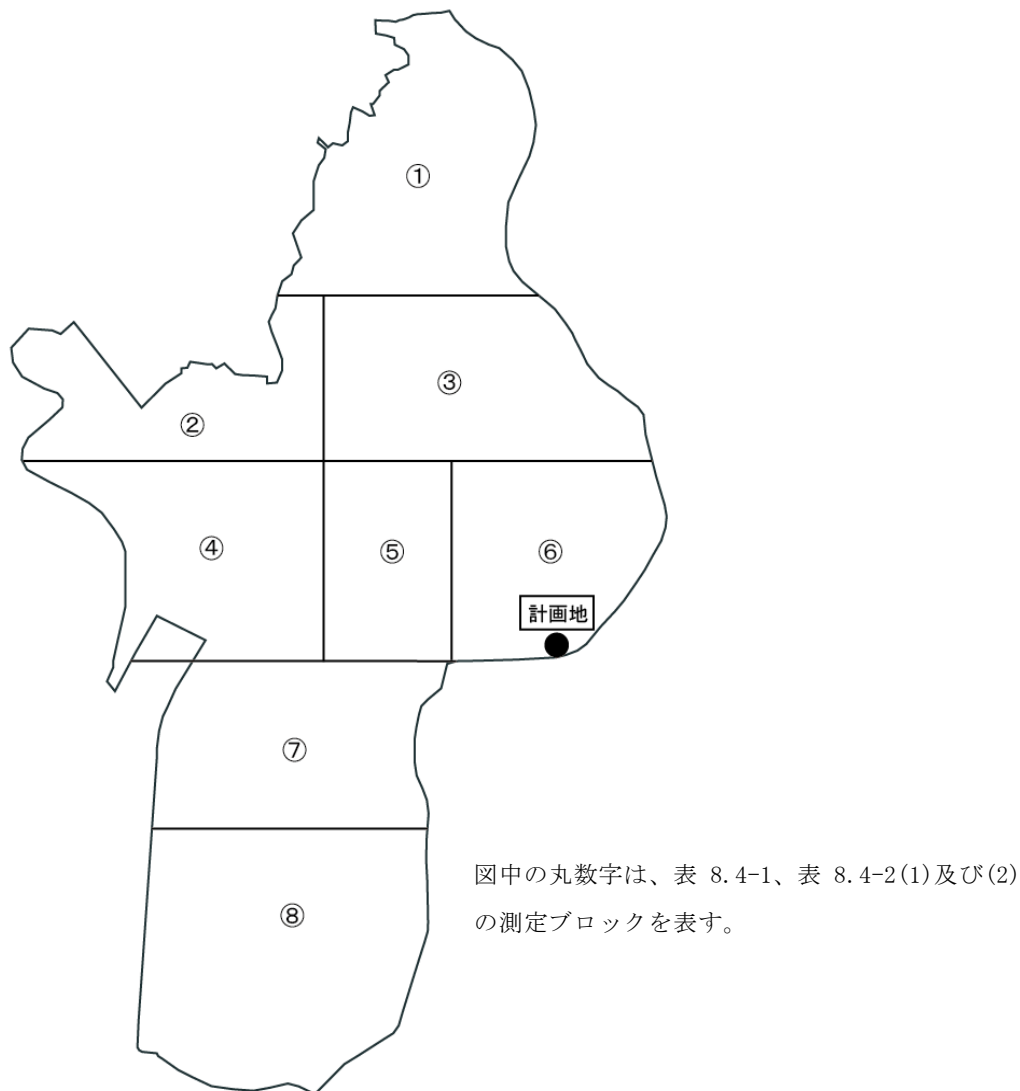 ①
③
②
④
⑤
⑥
計画地
⑦
⑧
図中の丸数字は、表 8.4-1、表 8.4-2(1)及び(2)
の測定ブロックを表す。